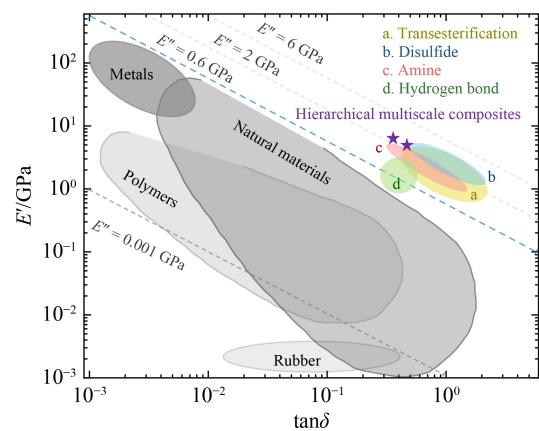 E″ = 6 GPa
E″ = 2 GPa
E″ = 0.6 GPa
a. Transesterification
b. Disulfide
c. Amine
d. Hydrogen bond
Hierarchical multiscale composites
Metals
Natural materials
Polymers
E″ = 0.001 GPa
Rubber
c
b
d
a
E′/GPa
10²
10¹
10⁰
10⁻¹
10⁻²
10⁻³
10⁻³ 10⁻² 10⁻¹ 10⁰
tanδ